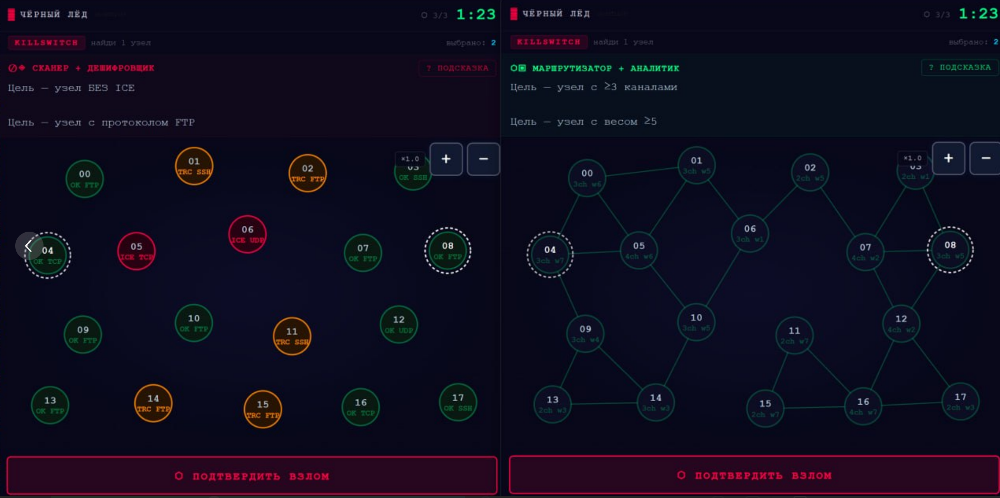 ЧЁРНЫЙ ЛЁД
3/3 1:23
KILLSWITCH найди 1 узел
выбрано: 2
СКАНЕР + ДЕШИФРОВЩИК
? ПОДСКАЗКА
Цель — узел БЕЗ ICE
Цель — узел с протоколом FTP
×1.0 + −
00
OK FTP
01
TRC SSH
02
TRC FTP
03
OK SSH
04
OK TCP
05
ICE TCP
06
ICE UDP
07
OK FTP
08
OK FTP
09
OK FTP
10
OK FTP
11
TRC SSH
12
OK UDP
13
OK FTP
14
TRC FTP
15
TRC FTP
16
OK TCP
17
OK SSH
ПОДТВЕРДИТЬ ВЗЛОМ
ЧЁРНЫЙ ЛЁД
3/3 1:23
KILLSWITCH найди 1 узел
выбрано: 2
МАРШРУТИЗАТОР + АНАЛИТИК
? ПОДСКАЗКА
Цель — узел с ≥3 каналами
Цель — узел с весом ≥5
×1.0 + −
00
3ch w6
01
3ch w5
02
2ch w5
03
2ch w1
04
3ch w7
05
4ch w6
06
3ch w1
07
4ch w2
08
3ch w5
09
3ch w4
10
3ch w5
11
2ch w7
12
4ch w2
13
2ch w3
14
3ch w3
15
2ch w7
16
4ch w7
17
2ch w3
ПОДТВЕРДИТЬ ВЗЛОМ